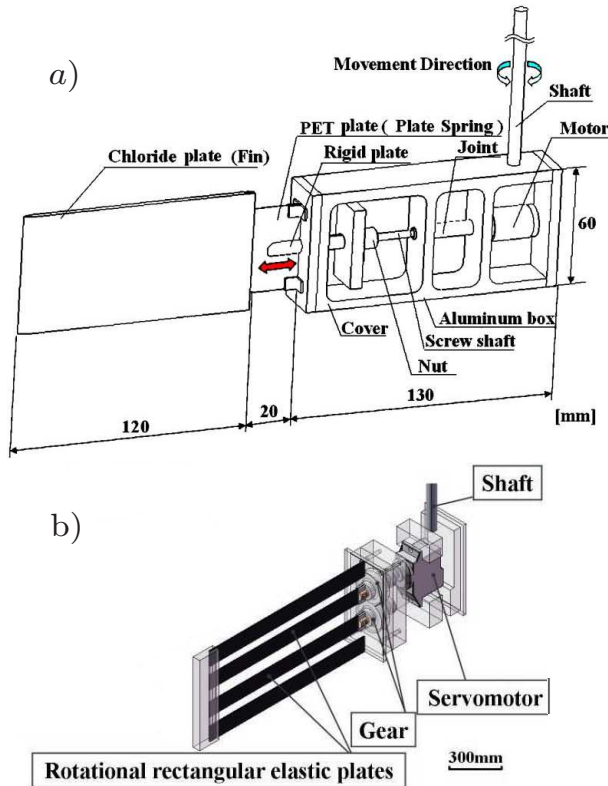 a)
Movement Direction
Shaft
PET plate ( Plate Spring)
Motor
Joint
Chloride plate (Fin)
Rigid plate
60
Aluminum box
Cover
Screw shaft
Nut
120
20
130
[mm]
b)
Shaft
Servomotor
Gear
Rotational rectangular elastic plates
300mm